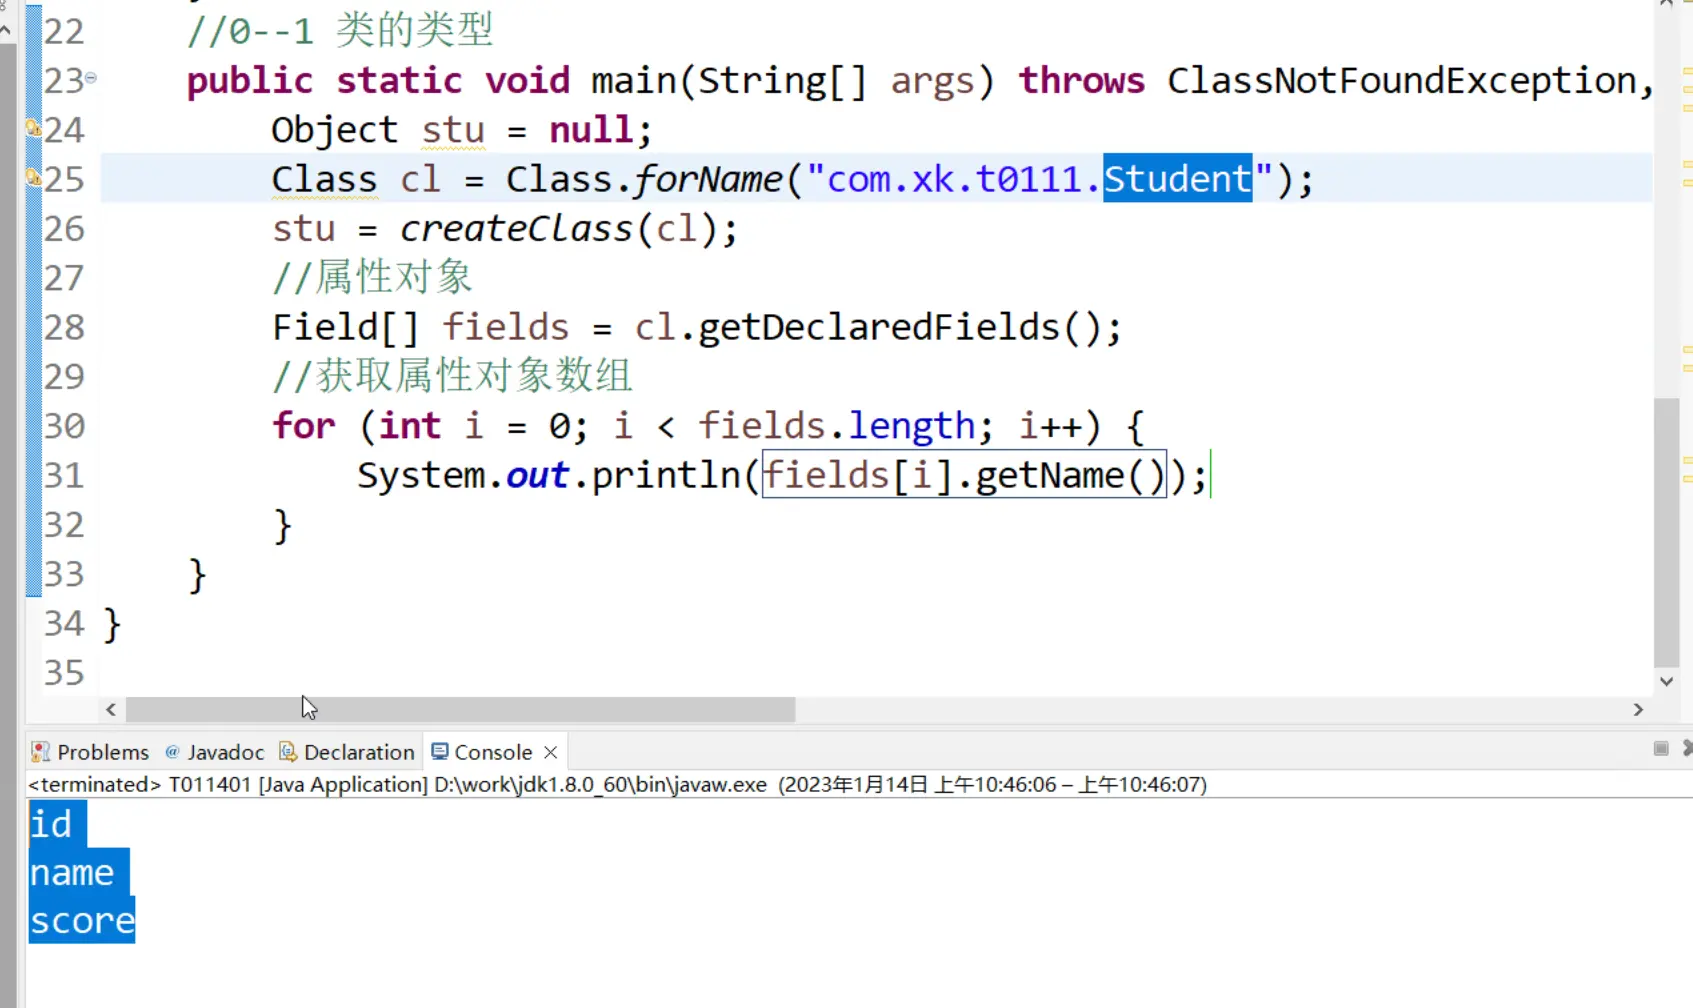 22 //0--1 类的类型
23 public static void main(String[] args) throws ClassNotFoundException,
24 Object stu = null;
25 Class cl = Class.forName("com.xk.t0111.Student");
26 stu = createClass(cl);
27 //属性对象
28 Field[] fields = cl.getDeclaredFields();
29 //获取属性对象数组
30 for (int i = 0; i < fields.length; i++) {
31 System.out.println(fields[i].getName());
32 }
33 }
34 }
35
Problems @ Javadoc Declaration Console
<terminated> T011401 [Java Application] D:\work\jdk1.8.0_60\bin\javaw.exe (2023年1月14日 上午10:46:06 – 上午10:46:07)
id
name
score